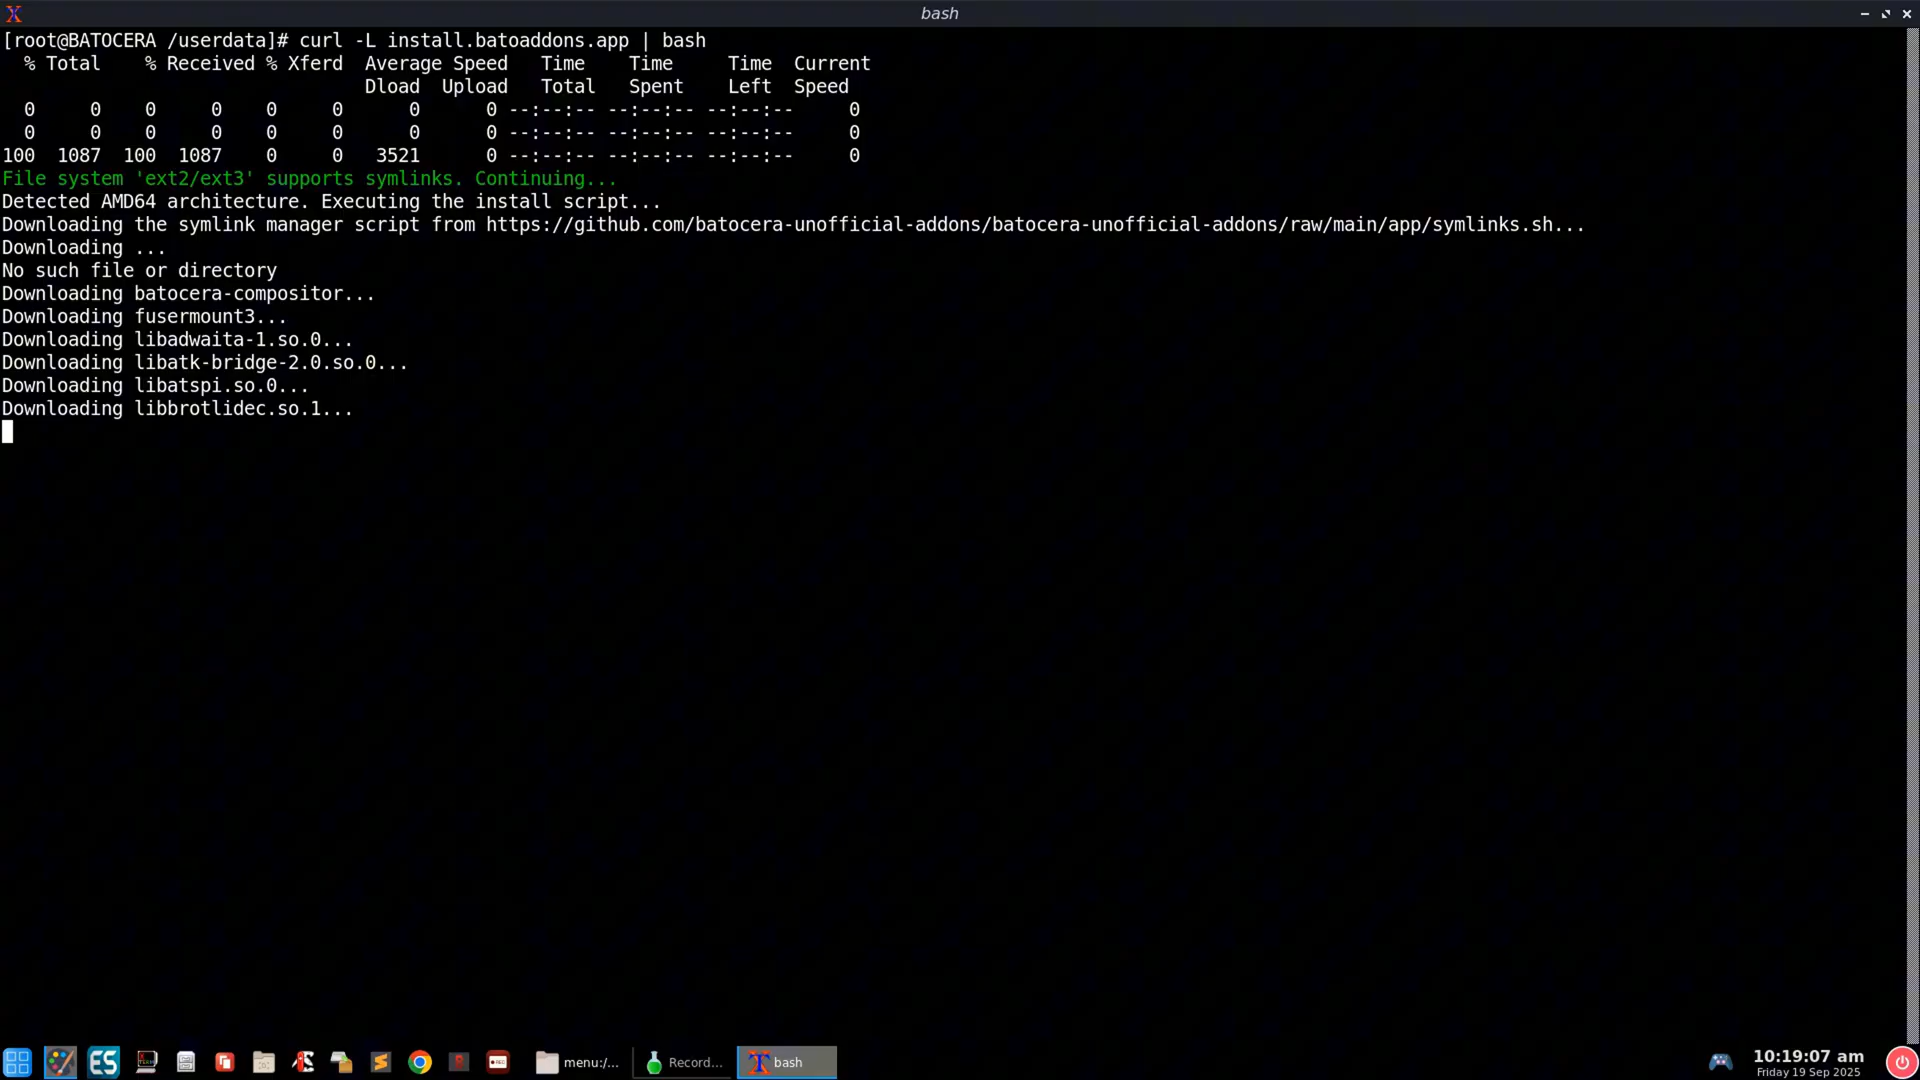 bash
[root@BATOCERA /userdata]# curl -L install.batoaddons.app | bash
% Total % Received % Xferd Average Speed Time Time Time Current
Dload Upload Total Spent Left Speed
0 0 0 0 0 0 0 0 --:--:-- --:--:-- --:--:-- 0
0 0 0 0 0 0 0 0 --:--:-- --:--:-- --:--:-- 0
100 1087 100 1087 0 0 3521 0 --:--:-- --:--:-- --:--:-- 0
File system 'ext2/ext3' supports symlinks. Continuing...
Detected AMD64 architecture. Executing the install script...
Downloading the symlink manager script from https://github.com/batocera-unofficial-addons/batocera-unofficial-addons/raw/main/app/symlinks.sh...
Downloading ...
No such file or directory
Downloading batocera-compositor...
Downloading fusermount3...
Downloading libadwaita-1.so.0...
Downloading libatk-bridge-2.0.so.0...
Downloading libatspi.so.0...
Downloading libbrotlidec.so.1...
ES
menu:/...
Record...
bash
10:19:07 am
Friday 19 Sep 2025